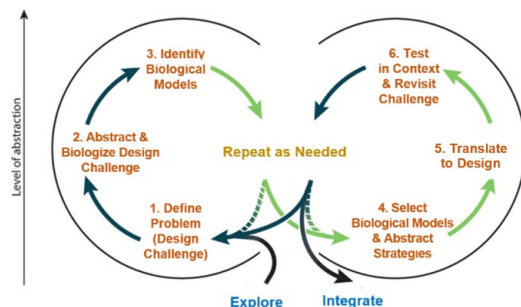 3. Identify
Biological
Models
6. Test
in Context
& Revisit
Challenge
2. Abstract &
Biologize Design
Challenge
Repeat as Needed
5. Translate
to Design
1. Define
Problem
(Design
Challenge)
4. Select
Biological Models
& Abstract
Strategies
Explore
Integrate
Level of abstraction